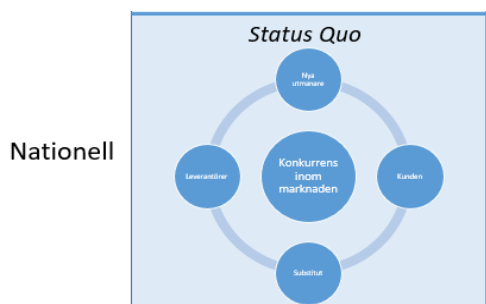 Status Quo
Nya
utmanare
Nationell
Leverantörer
Konkurrens
inom
marknaden
Kunden
Substitut